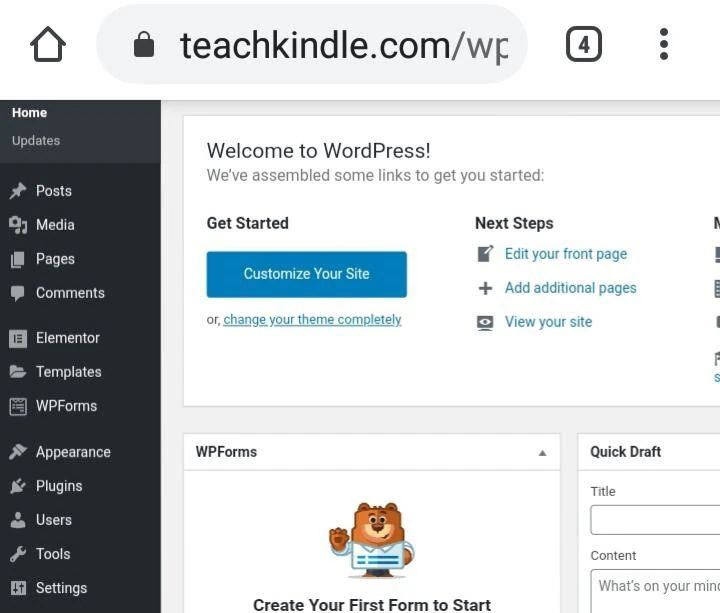 teachkindle.com/wp
4
Home
Updates
Posts
Media
Pages
Comments
Elementor
Templates
WPForms
Appearance
Plugins
Users
Tools
Settings
Welcome to WordPress!
We've assembled some links to get you started:
Get Started
Customize Your Site
or, change your theme completely
Next Steps
Edit your front page
Add additional pages
View your site
WPForms
Create Your First Form to Start
Quick Draft
Title
Content
What's on your mind